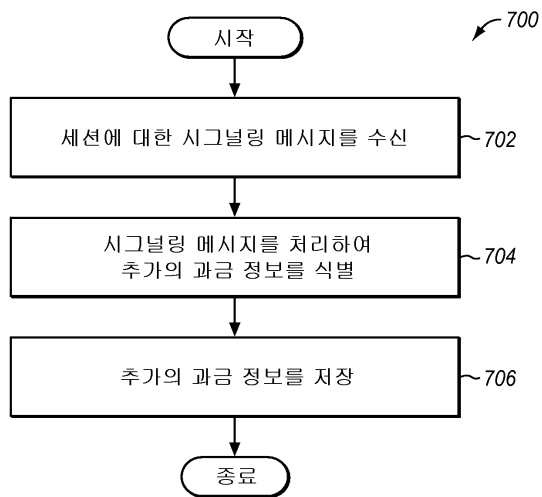 700
시작
세션에 대한 시그널링 메시지를 수신
702
시그널링 메시지를 처리하여
추가의 과금 정보를 식별
704
추가의 과금 정보를 저장
706
종료